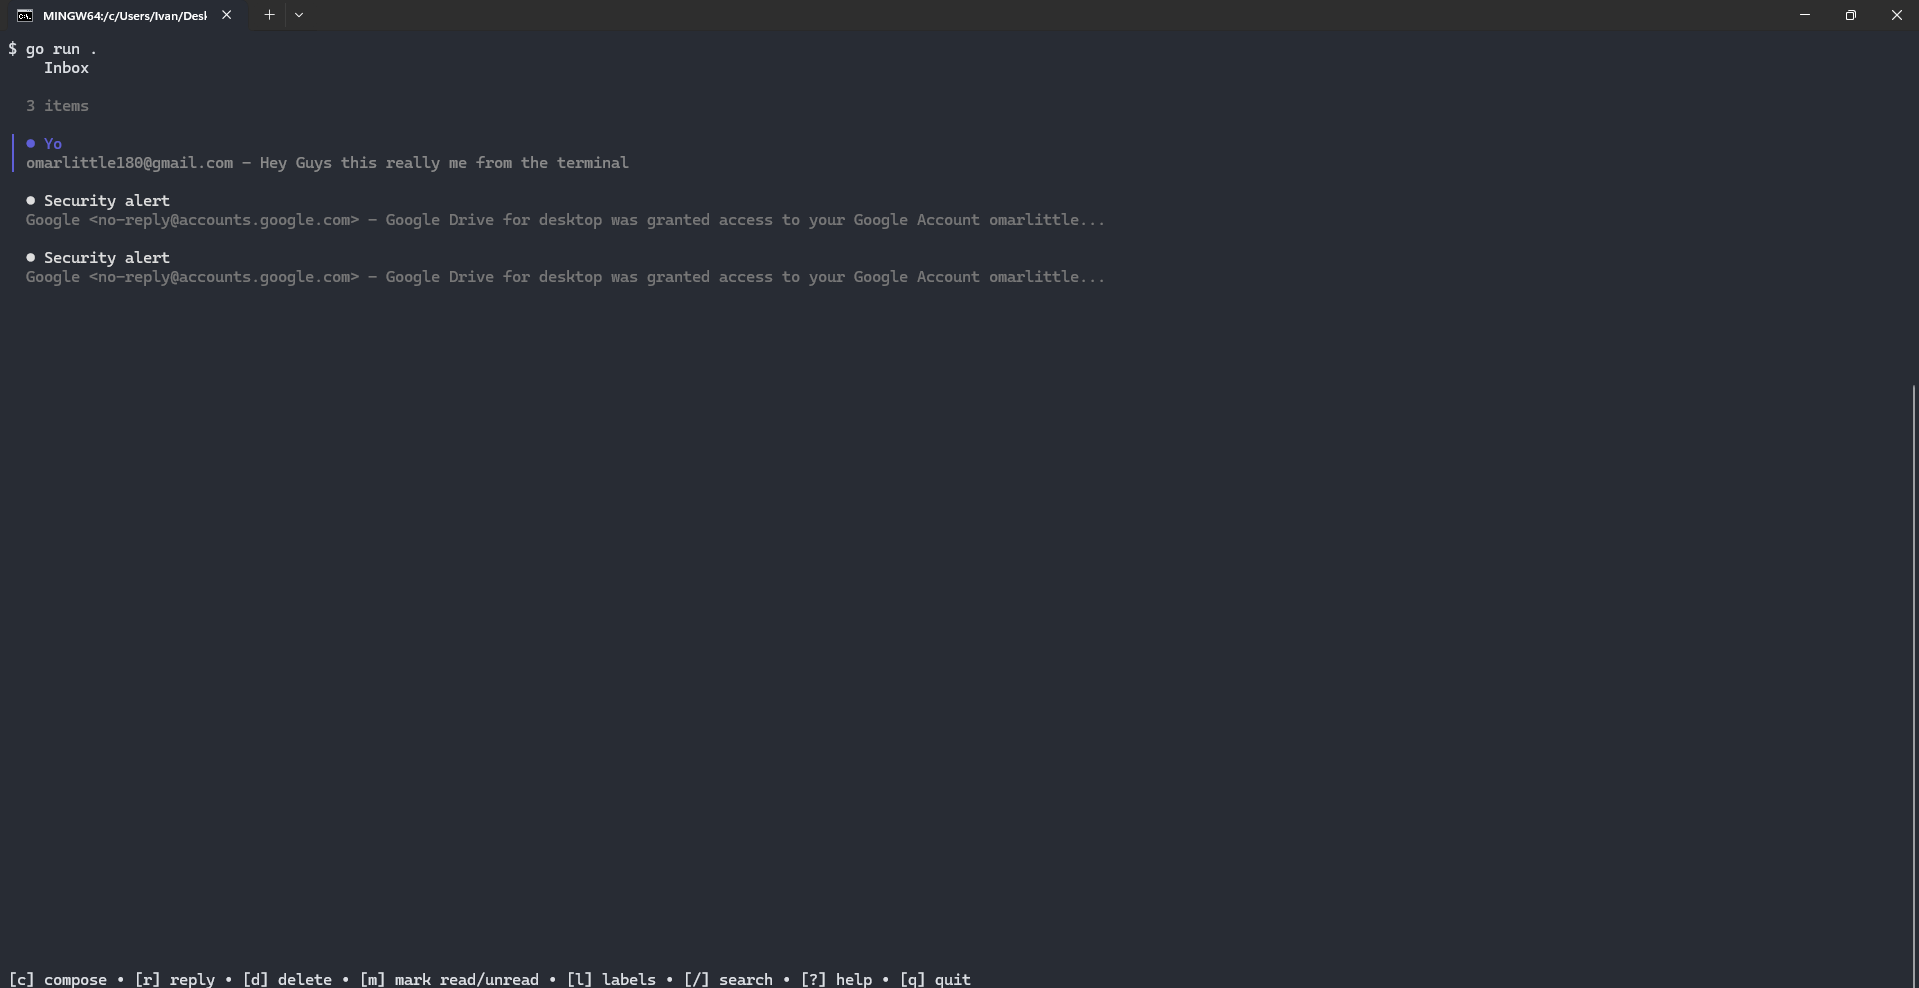 MINGW64:/c/Users/Ivan/Desk
$ go run .
Inbox
3 items
● Yo
omarlittle180@gmail.com – Hey Guys this really me from the terminal
● Security alert
Google <no-reply@accounts.google.com> – Google Drive for desktop was granted access to your Google Account omarlittle...
● Security alert
Google <no-reply@accounts.google.com> – Google Drive for desktop was granted access to your Google Account omarlittle...
[c] compose • [r] reply • [d] delete • [m] mark read/unread • [l] labels • [/] search • [?] help • [q] quit